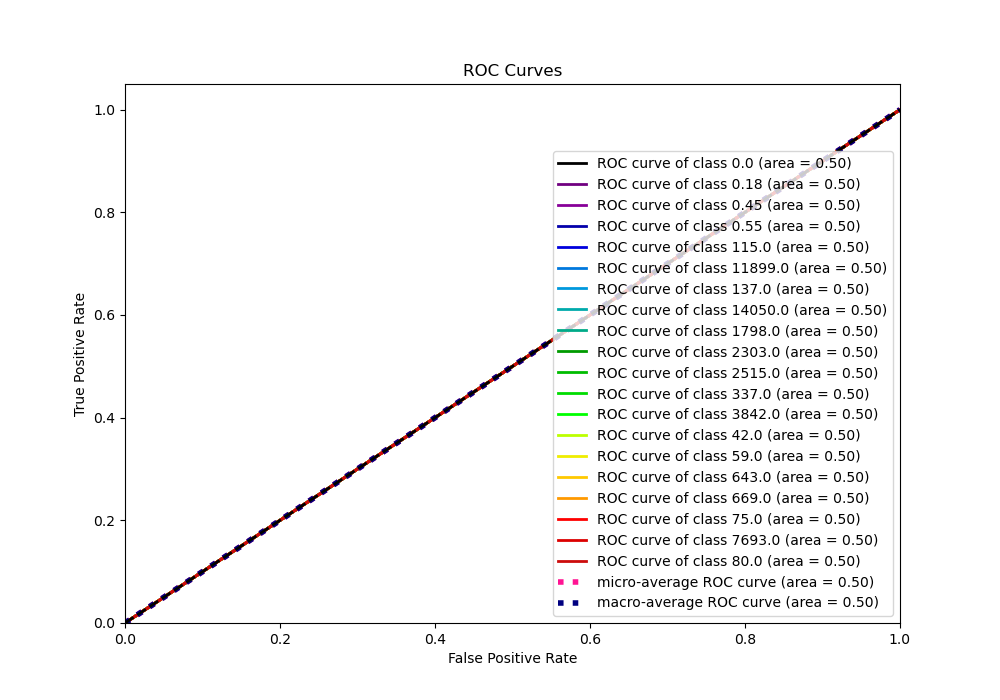 ROC Curves
True Positive Rate
1.0
0.8
0.6
0.4
0.2
0.0
ROC curve of class 0.0 (area = 0.50)
ROC curve of class 0.18 (area = 0.50)
ROC curve of class 0.45 (area = 0.50)
ROC curve of class 0.55 (area = 0.50)
ROC curve of class 115.0 (area = 0.50)
ROC curve of class 11899.0 (area = 0.50)
ROC curve of class 137.0 (area = 0.50)
ROC curve of class 14050.0 (area = 0.50)
ROC curve of class 1798.0 (area = 0.50)
ROC curve of class 2303.0 (area = 0.50)
ROC curve of class 2515.0 (area = 0.50)
ROC curve of class 337.0 (area = 0.50)
ROC curve of class 3842.0 (area = 0.50)
ROC curve of class 42.0 (area = 0.50)
ROC curve of class 59.0 (area = 0.50)
ROC curve of class 643.0 (area = 0.50)
ROC curve of class 669.0 (area = 0.50)
ROC curve of class 75.0 (area = 0.50)
ROC curve of class 7693.0 (area = 0.50)
ROC curve of class 80.0 (area = 0.50)
micro-average ROC curve (area = 0.50)
macro-average ROC curve (area = 0.50)
0.0 0.2 0.4 0.6 0.8 1.0
False Positive Rate